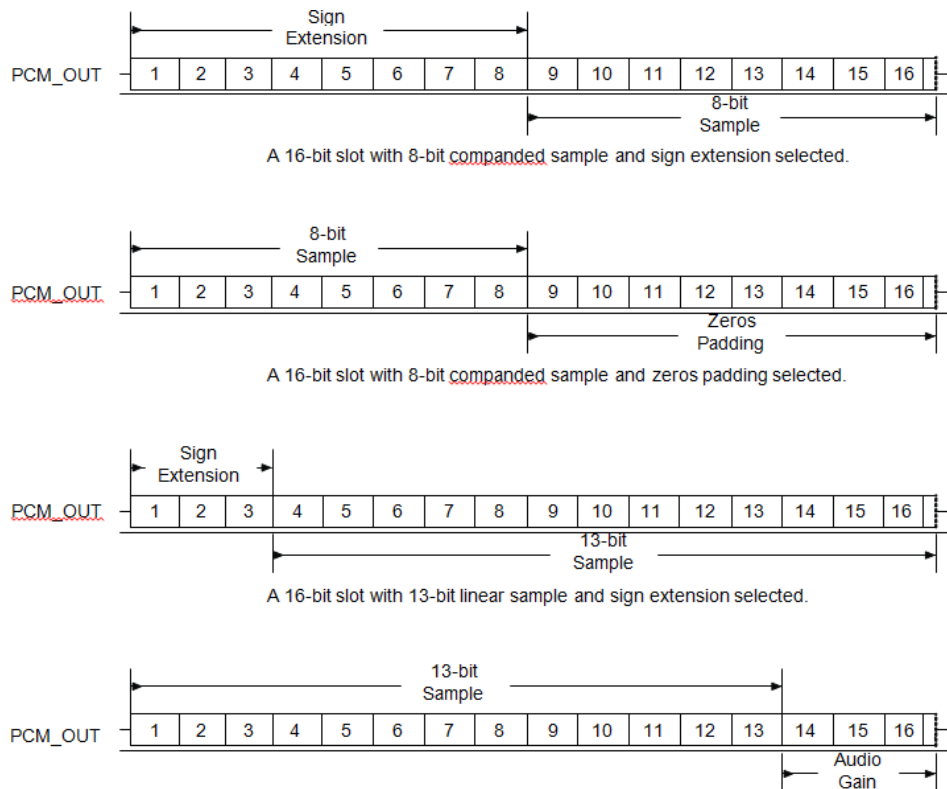 Sign
Extension
PCM_OUT 1 2 3 4 5 6 7 8 9 10 11 12 13 14 15 16
8-bit
Sample
A 16-bit slot with 8-bit companded sample and sign extension selected.
8-bit
Sample
PCM_OUT 1 2 3 4 5 6 7 8 9 10 11 12 13 14 15 16
Zeros
Padding
A 16-bit slot with 8-bit companded sample and zeros padding selected.
Sign
Extension
PCM_OUT 1 2 3 4 5 6 7 8 9 10 11 12 13 14 15 16
13-bit
Sample
A 16-bit slot with 13-bit linear sample and sign extension selected.
13-bit
Sample
PCM_OUT 1 2 3 4 5 6 7 8 9 10 11 12 13 14 15 16
Audio
Gain